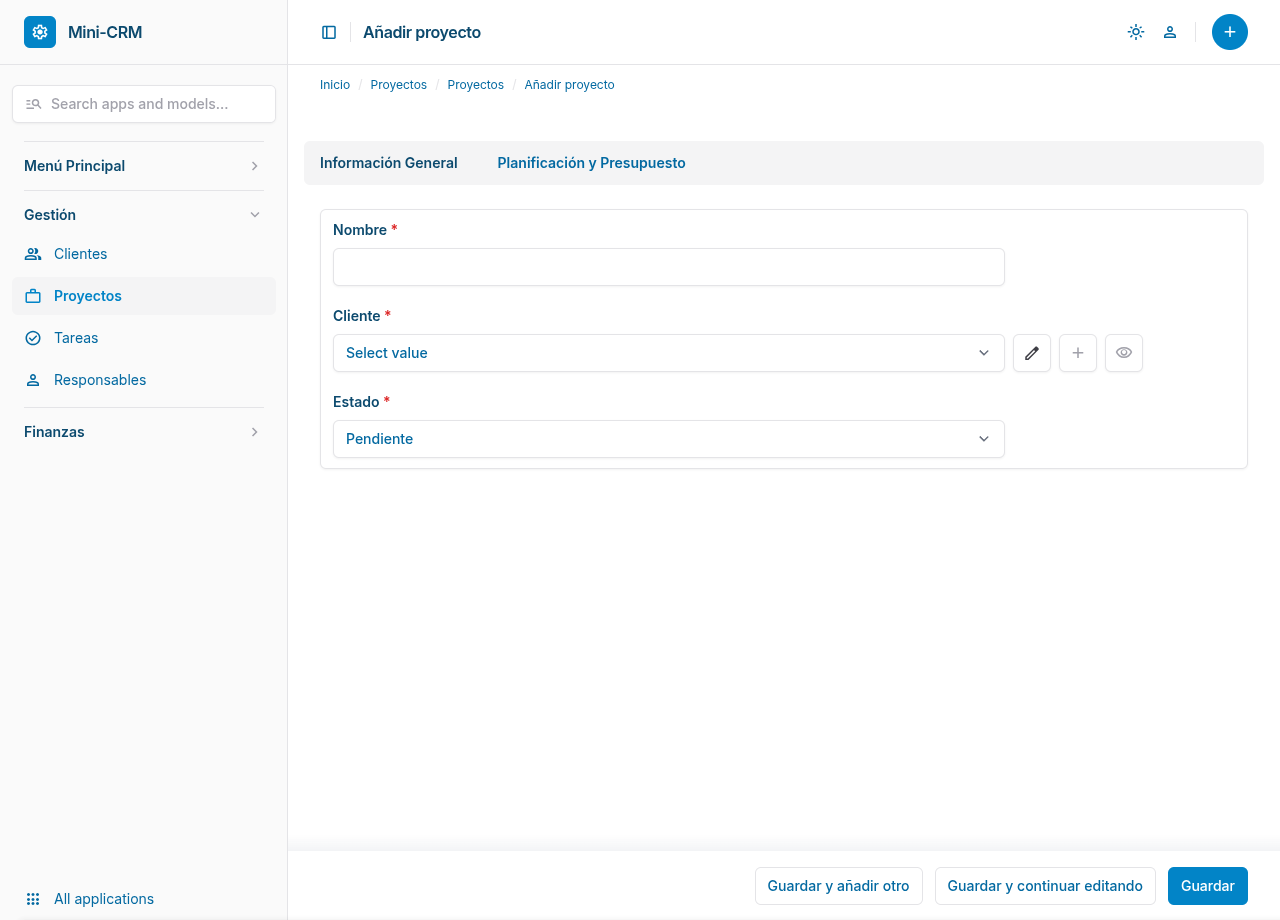 Mini-CRM
Search apps and models...
Menú Principal
Gestión
Clientes
Proyectos
Tareas
Responsables
Finanzas
All applications
Añadir proyecto
Inicio / Proyectos / Proyectos / Añadir proyecto
Información General Planificación y Presupuesto
Nombre *
Cliente *
Select value
Estado *
Pendiente
Guardar y añadir otro Guardar y continuar editando Guardar